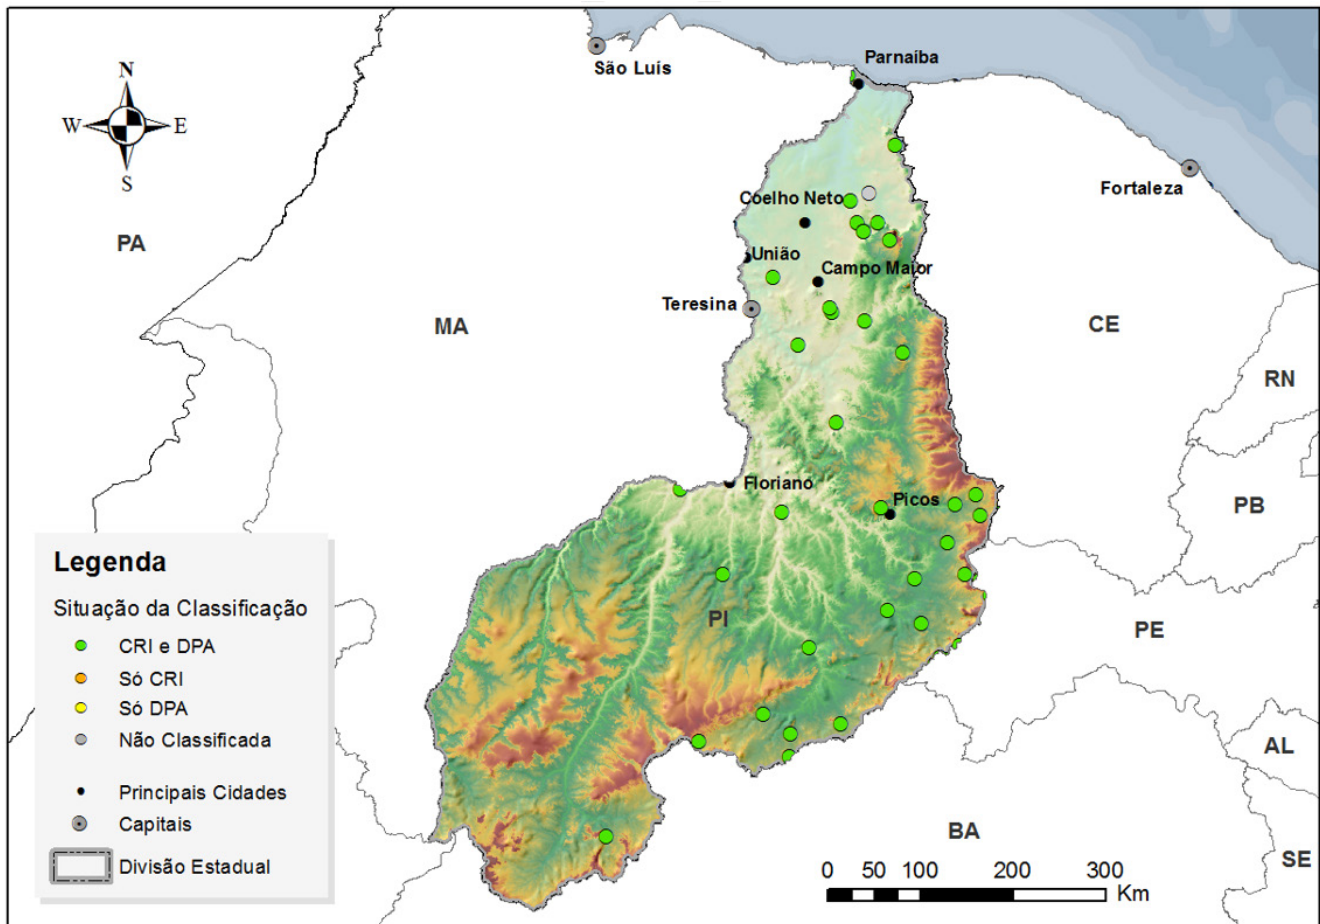 Parnaíba
São Luís
N
W
E
S
Fortaleza
Coelho Neto
PA
União
Campo Maior
Teresina
MA
CE
RN
Floriano
Picos
PB
Legenda
Situação da Classificação
CRI e DPA
Só CRI
Só DPA
Não Classificada
Principais Cidades
Capitais
Divisão Estadual
PI
PE
AL
BA
SE
0 50 100 200 300
Km